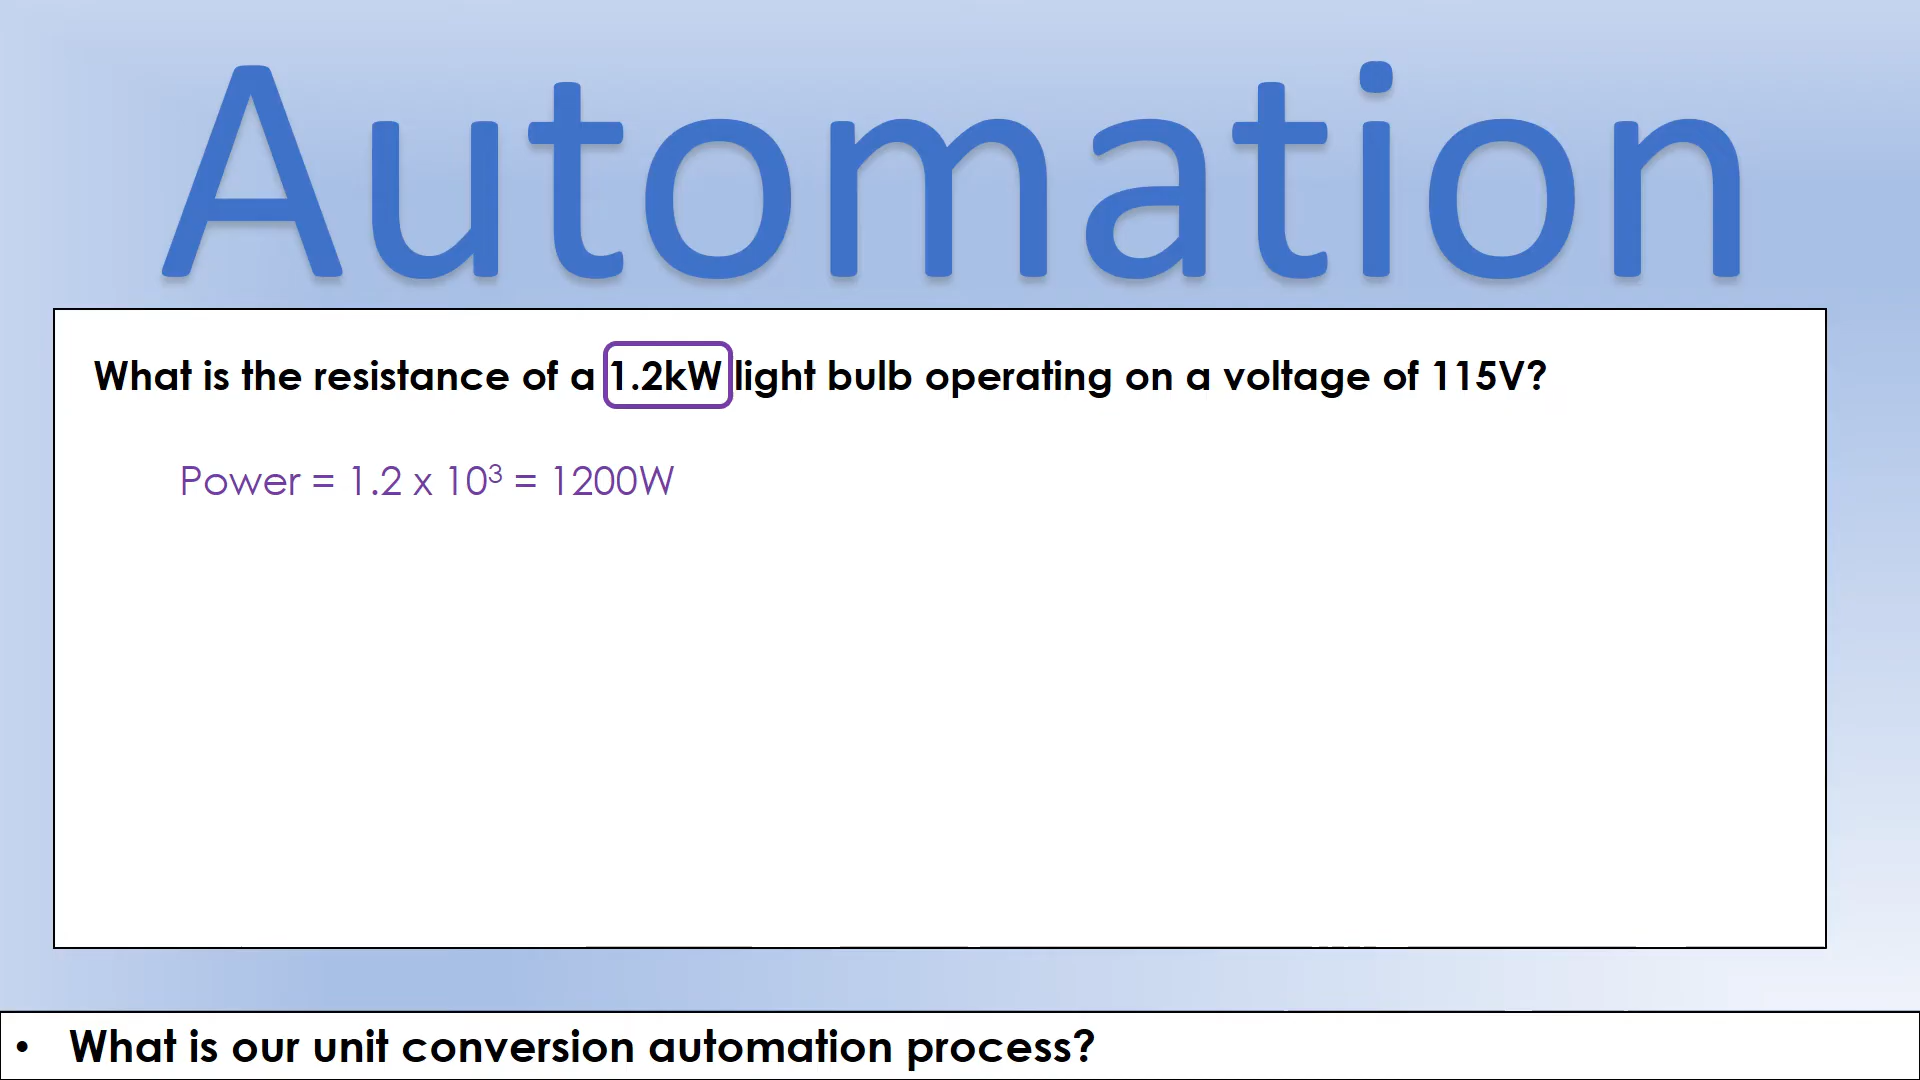 Automation
What is the resistance of a 1.2kW light bulb operating on a voltage of 115V?
Power = 1.2 x 10³ = 1200W
• What is our unit conversion automation process?